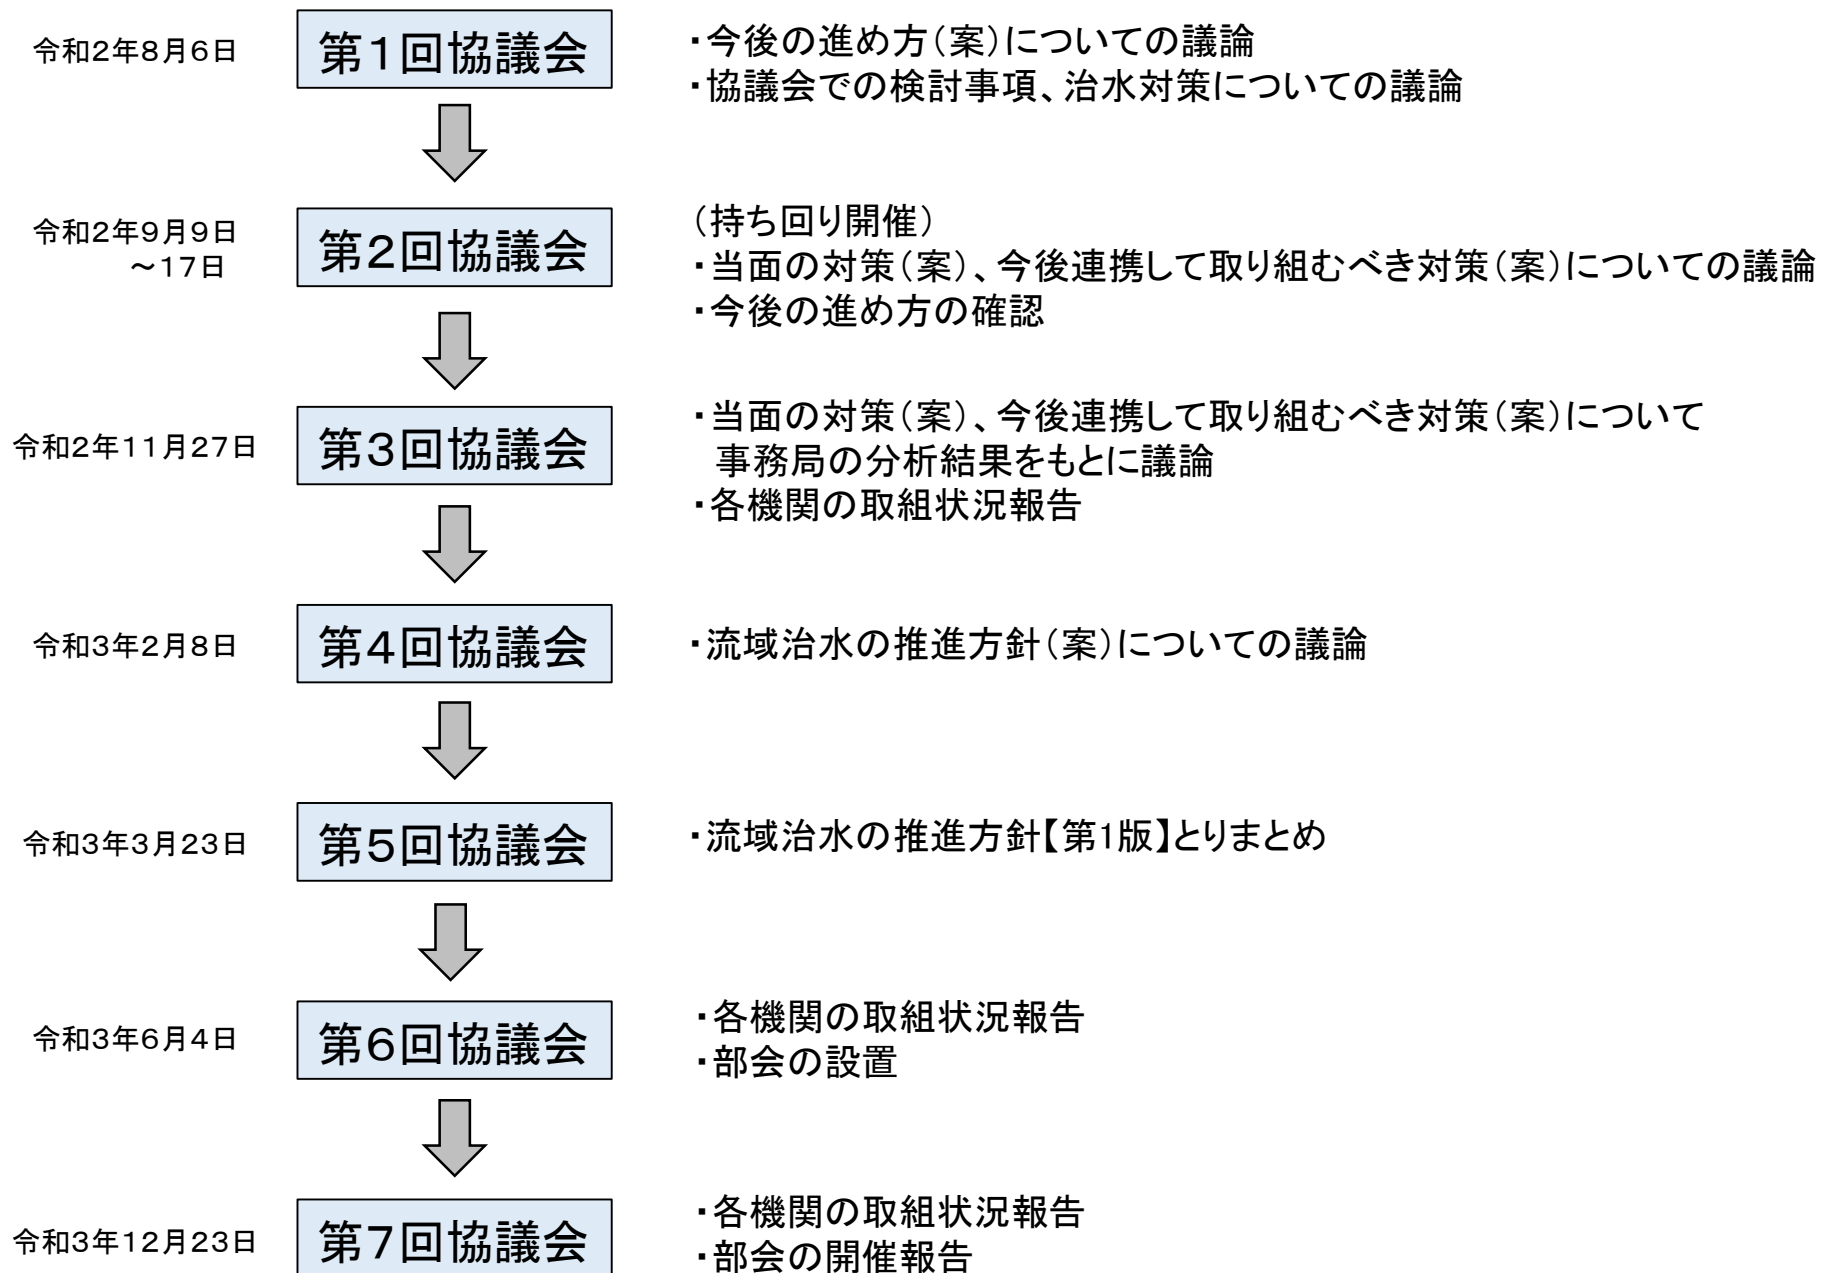 令和2年8月6日
第1回協議会
・今後の進め方(案)についての議論
・協議会での検討事項、治水対策についての議論
令和2年9月9日
～17日
第2回協議会
(持ち回り開催)
・当面の対策(案)、今後連携して取り組むべき対策(案)についての議論
・今後の進め方の確認
令和2年11月27日
第3回協議会
・当面の対策(案)、今後連携して取り組むべき対策(案)について
事務局の分析結果をもとに議論
・各機関の取組状況報告
令和3年2月8日
第4回協議会
・流域治水の推進方針(案)についての議論
令和3年3月23日
第5回協議会
・流域治水の推進方針【第1版】とりまとめ
令和3年6月4日
第6回協議会
・各機関の取組状況報告
・部会の設置
令和3年12月23日
第7回協議会
・各機関の取組状況報告
・部会の開催報告